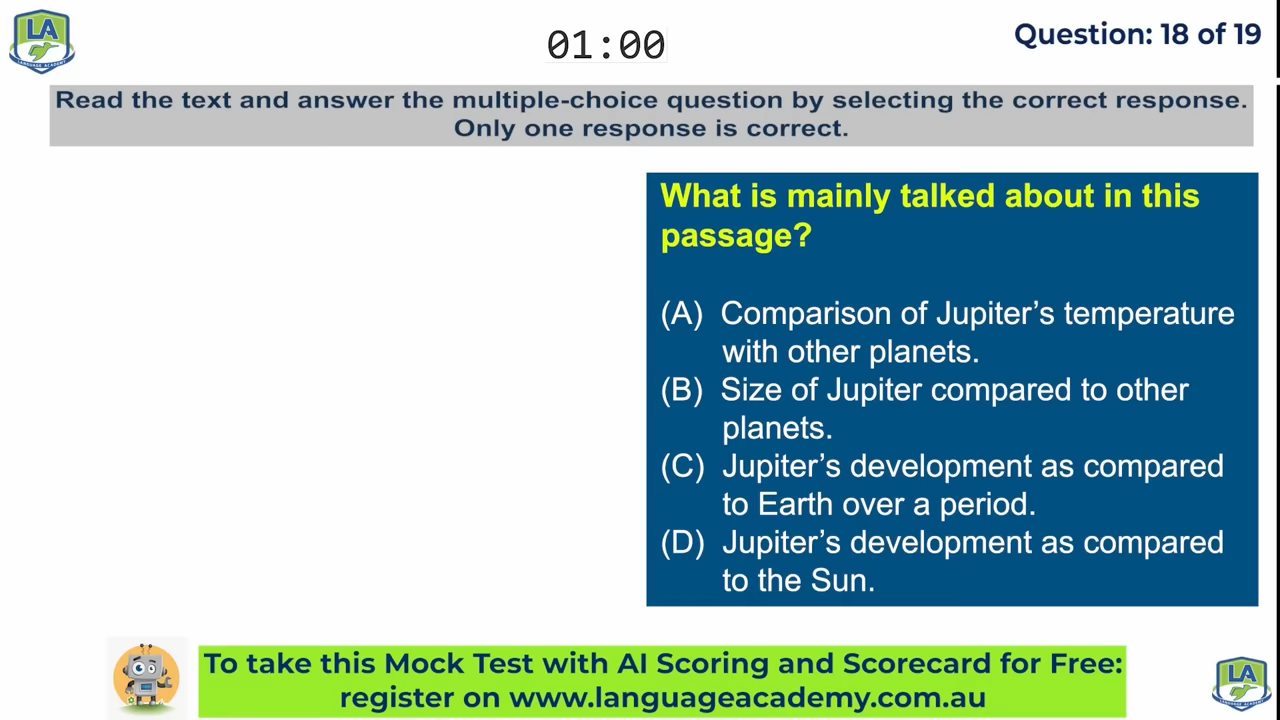 LA
LANGUAGE ACADEMY
01:00
Question: 18 of 19
Read the text and answer the multiple-choice question by selecting the correct response.
Only one response is correct.
What is mainly talked about in this
passage?
(A) Comparison of Jupiter's temperature
with other planets.
(B) Size of Jupiter compared to other
planets.
(C) Jupiter's development as compared
to Earth over a period.
(D) Jupiter's development as compared
to the Sun.
To take this Mock Test with AI Scoring and Scorecard for Free:
register on www.languageacademy.com.au
LA
LANGUAGE ACADEMY